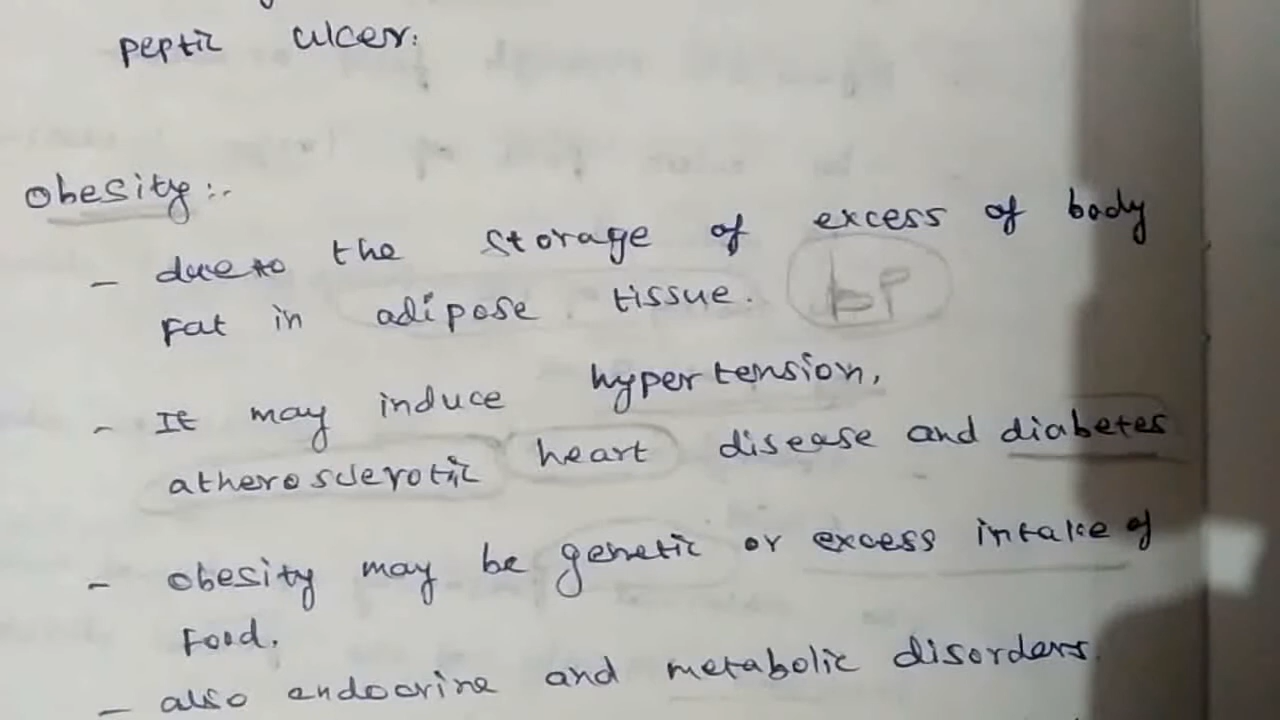 peptic ulcer.
Obesity:-
- due to the storage of excess of body
Fat in adipose tissue. bP
- It may induce hypertension,
atherosclerotic heart disease and diabetes
- obesity may be genetic or excess intake of
Food.
- also endocrine and metabolic disorders.